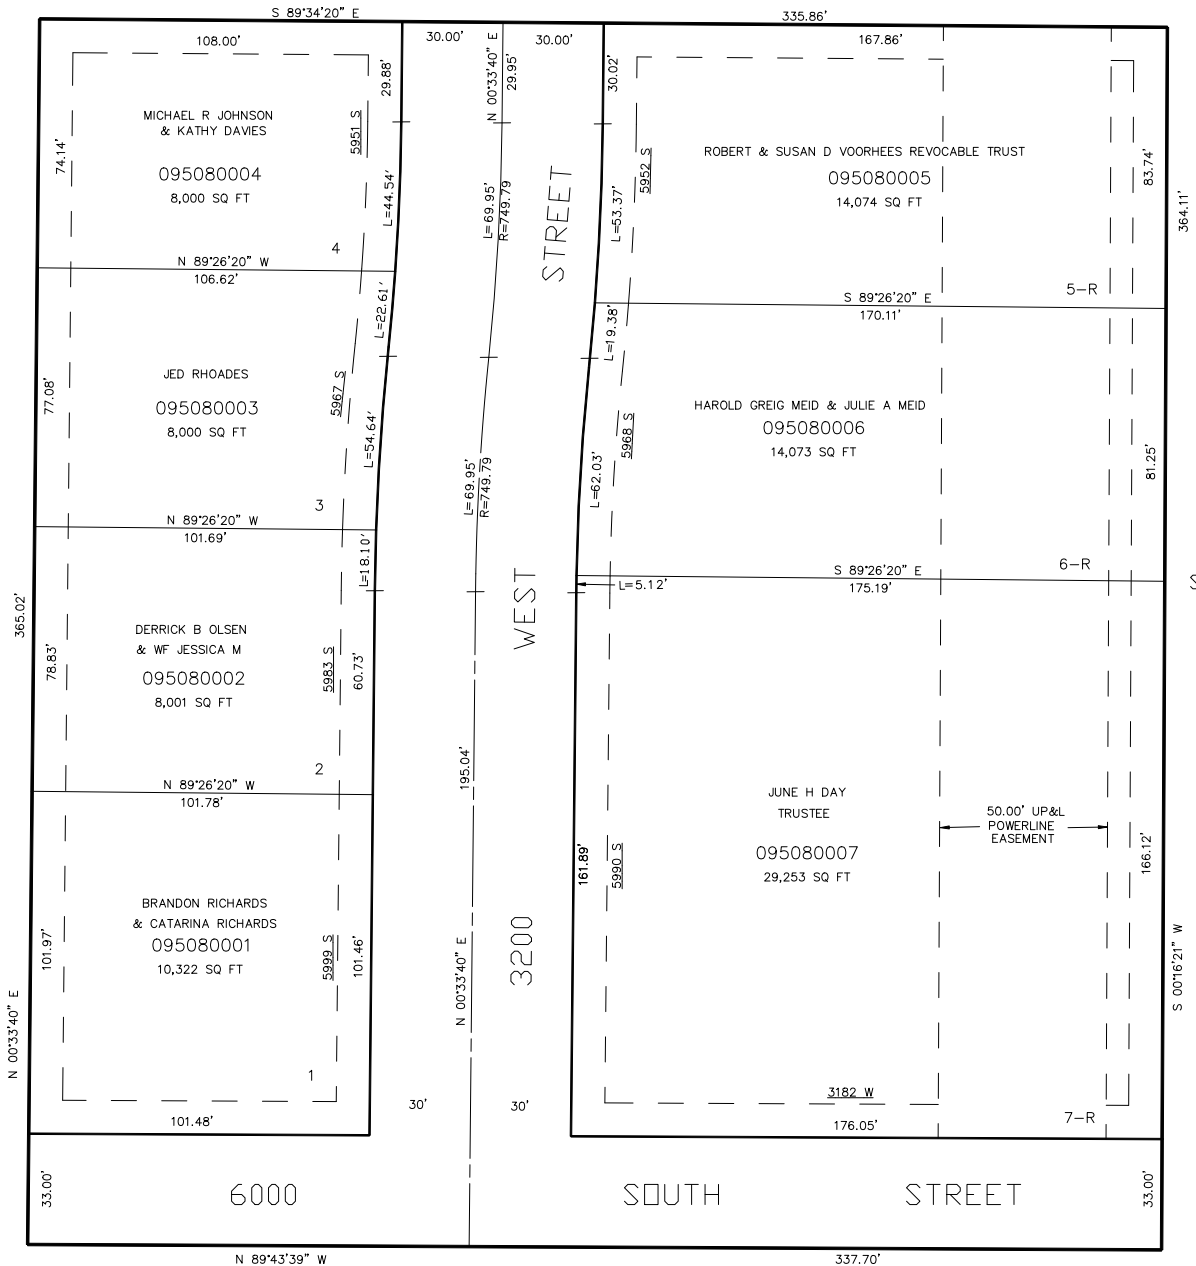 S 89°34'20" E
335.86'
108.00'
30.00'
30.00'
167.86'
29.88'
N 00°33'40" E
29.95'
30.02'
MICHAEL R JOHNSON
& KATHY DAVIES
095080004
8,000 SQ FT
74.14'
5951 S
L=44.54'
4
L=69.95'
R=749.79
STREET
L=53.37'
5952 S
ROBERT & SUSAN D VOORHEES REVOCABLE TRUST
095080005
14,074 SQ FT
83.74'
364.11'
5-R
N 89°26'20" W
106.62'
S 89°26'20" E
170.11'
L=22.61'
L=19.38'
JED RHOADES
095080003
8,000 SQ FT
77.08'
5967 S
L=54.64'
3
L=69.95'
R=749.79
L=62.03'
5968 S
HAROLD GREIG MEID & JULIE A MEID
095080006
14,073 SQ FT
81.25'
6-R
N 89°26'20" W
101.69'
S 89°26'20" E
175.19'
L=18.10'
L=5.12'
WEST
365.02'
DERRICK B OLSEN
& WF JESSICA M
095080002
8,001 SQ FT
78.83'
5983 S
60.73'
2
195.04'
N 89°26'20" W
101.78'
JUNE H DAY
TRUSTEE
095080007
29,253 SQ FT
50.00' UP&L
POWERLINE
EASEMENT
161.89'
5990 S
166.12'
BRANDON RICHARDS
& CATARINA RICHARDS
095080001
10,322 SQ FT
101.97'
5999 S
101.46'
N 00°33'40" E
3200
S 00°16'21" W
N 00°33'40" E
1
30'
30'
3182 W
7-R
101.48'
176.05'
33.00'
6000
SOUTH
STREET
33.00'
N 89°43'39" W
337.70'